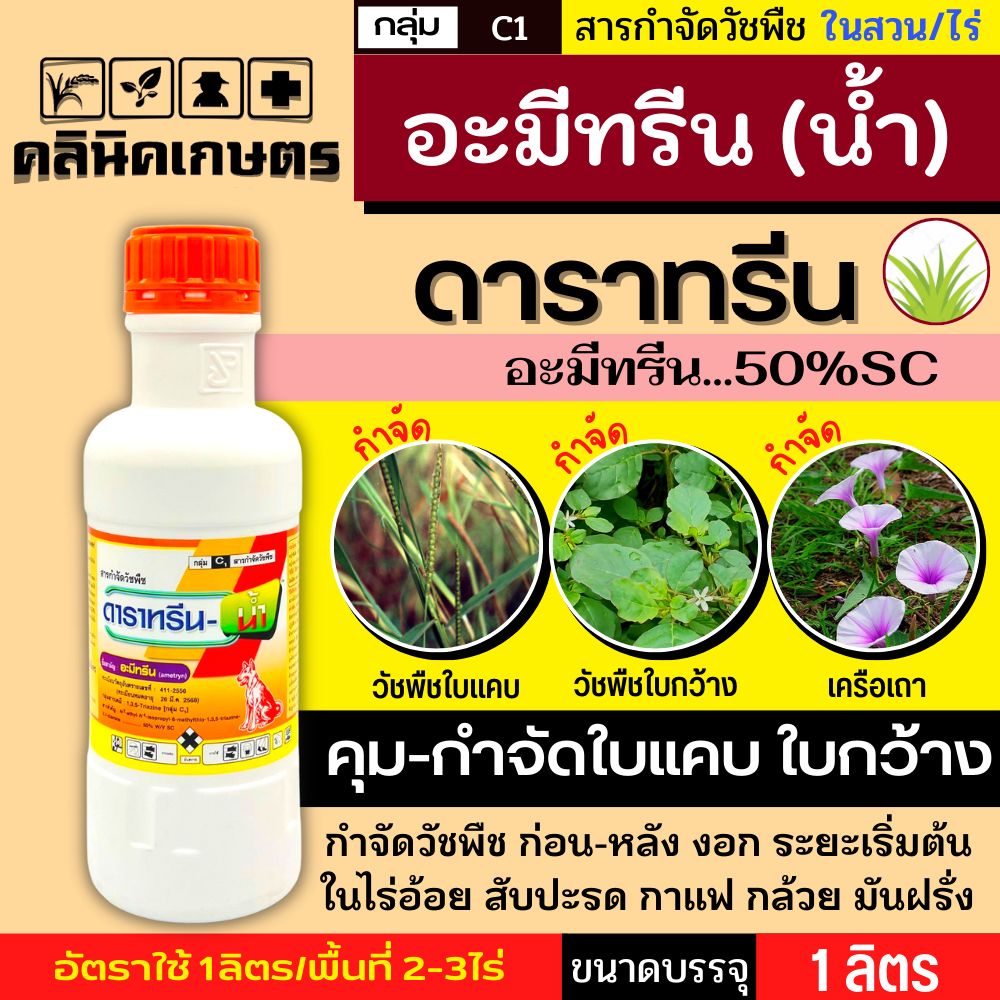 กลุ่ม C1 สารกำจัดวัชพืช ในสวน/ไร่
คลินิคเกษตร
อะมีทรีน (น้ำ)
ดาราทรีน
อะมีทรีน...50%SC
กำจัด กำจัด กำจัด
วัชพืชใบแคบ วัชพืชใบกว้าง เครือเถา
กลุ่ม C1 สารกำจัดวัชพืช
สารกำจัดวัชพืช
ดาราทรีน-น้ำ
ชื่อสามัญ : อะมีทรีน (ametryn)
คุม-กำจัดใบแคบ ใบกว้าง
กำจัดวัชพืช ก่อน-หลัง งอก ระยะเริ่มต้น
ในไร่อ้อย สับปะรด กาแฟ กล้วย มันฝรั่ง
อัตราใช้ 1ลิตร/พื้นที่ 2-3ไร่ ขนาดบรรจุ 1 ลิตร